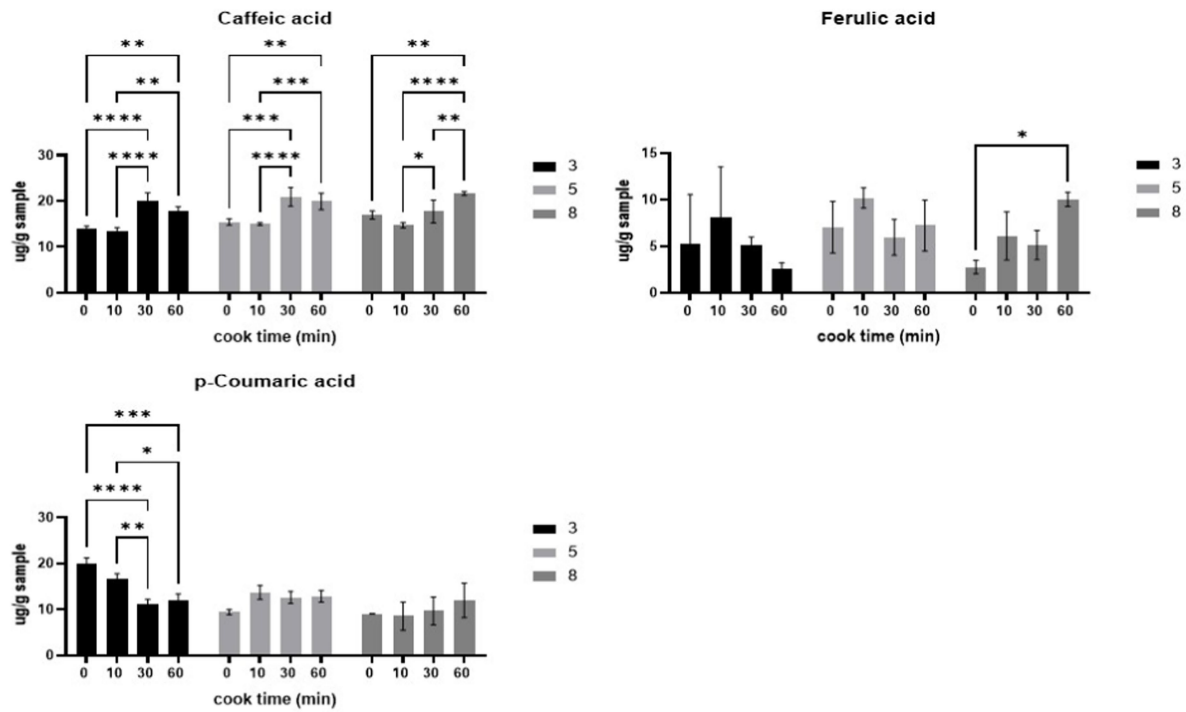 Caffeic acid
** ** **
** *** ****
**** *** **
**** **** *
30
20
10
0
ug/g sample
0 10 30 60 0 10 30 60 0 10 30 60
cook time (min)
3
5
8
Ferulic acid
*
15
10
5
0
ug/g sample
0 10 30 60 0 10 30 60 0 10 30 60
cook time (min)
3
5
8
p-Coumaric acid
***
*
****
**
30
20
10
0
ug/g sample
0 10 30 60 0 10 30 60 0 10 30 60
cook time (min)
3
5
8